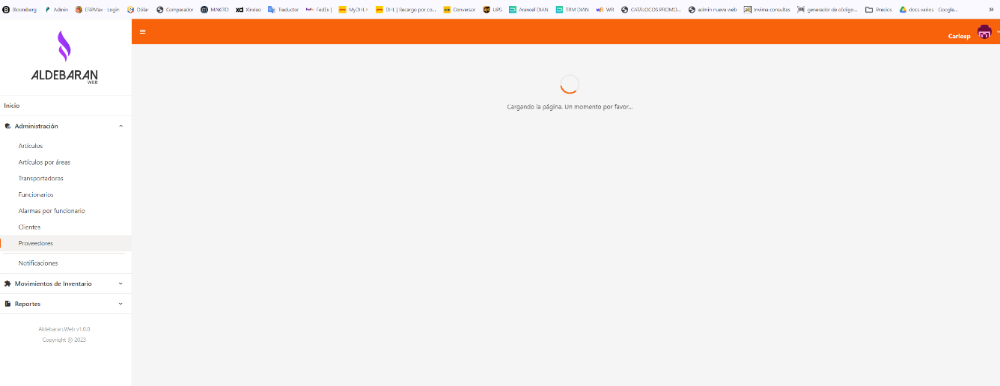 Bloomberg Admin ERPMax - Login Dólar Comparador MAKITO Xindao Traductor FedEx | MyDHL+ DHL | Recargo por co... Conversor UPS Arancel DIAN TRM DIAN WR CATÁLOGOS PROMO... admin nueva web Invima consultas generador de código... Precios docs varios - Google... »
Carlosp
ALDEBARAN
WEB
Cargando la página. Un momento por favor...
Inicio
Administración
Artículos
Artículos por áreas
Transportadoras
Funcionarios
Alarmas por funcionario
Clientes
Proveedores
Notificaciones
Movimientos de Inventario
Reportes
Aldebaran.Web v1.0.0
Copyright @ 2023